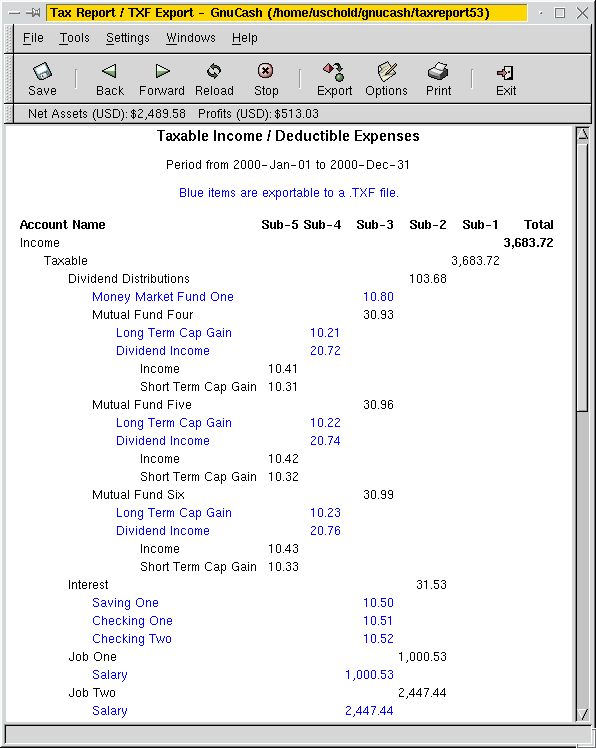 Tax Report / TXF Export - GnuCash (/home/uschold/gnucash/taxreport53)
File Tools Settings Windows Help
Save Back Forward Reload Stop Export Options Print Exit
Net Assets (USD): $2,489.58 Profits (USD): $513.03
Taxable Income / Deductible Expenses
Period from 2000-Jan-01 to 2000-Dec-31
Blue items are exportable to a .TXF file.
Account Name Sub-5 Sub-4 Sub-3 Sub-2 Sub-1 Total
Income 3,683.72
Taxable 3,683.72
Dividend Distributions 103.68
Money Market Fund One 10.80
Mutual Fund Four 30.93
Long Term Cap Gain 10.21
Dividend Income 20.72
Income 10.41
Short Term Cap Gain 10.31
Mutual Fund Five 30.96
Long Term Cap Gain 10.22
Dividend Income 20.74
Income 10.42
Short Term Cap Gain 10.32
Mutual Fund Six 30.99
Long Term Cap Gain 10.23
Dividend Income 20.76
Income 10.43
Short Term Cap Gain 10.33
Interest 31.53
Saving One 10.50
Checking One 10.51
Checking Two 10.52
Job One 1,000.53
Salary 1,000.53
Job Two 2,447.44
Salary 2,447.44